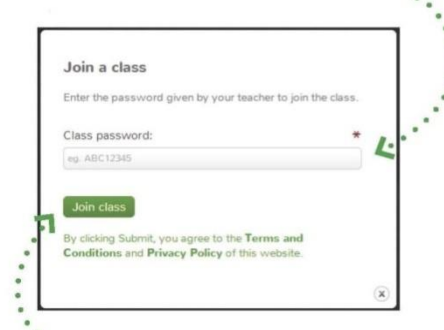 Join a class
Enter the password given by your teacher to join the class.
Class password: *
eg. ABC12345
Join class
By clicking Submit, you agree to the Terms and
Conditions and Privacy Policy of this website.
x